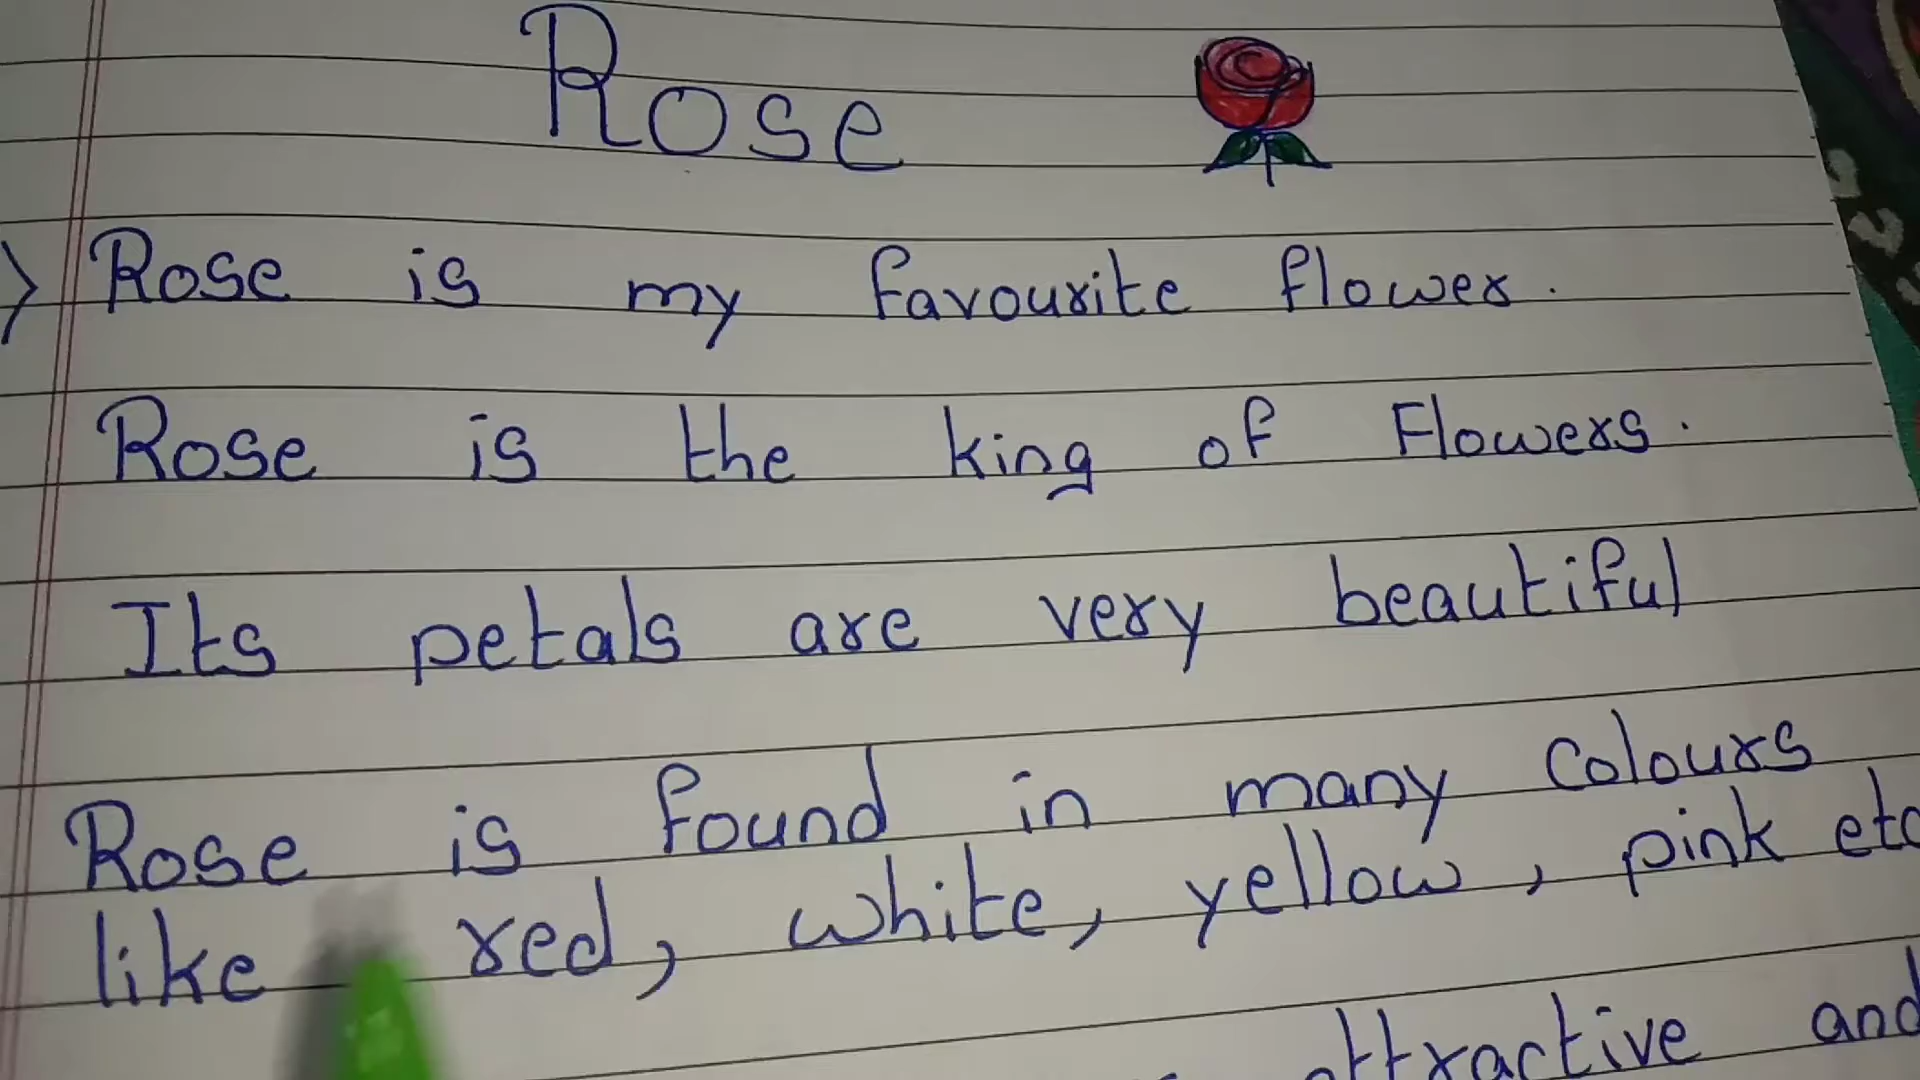 Rose
Rose is my favourite flower.
Rose is the king of Flowers.
Its petals are very beautiful
Rose is found in many Colours
like red, white, yellow, pink etc
attractive and